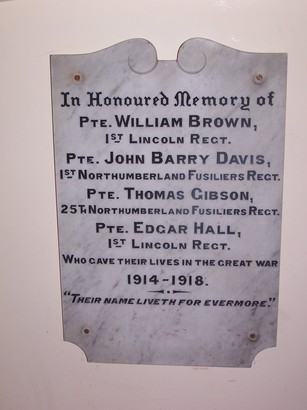 In Honoured Memory of
PTE. WILLIAM BROWN,
1ST LINCOLN REGT.
PTE. JOHN BARRY DAVIS,
1ST NORTHUMBERLAND FUSILIERS REGT.
PTE. THOMAS GIBSON,
25TH NORTHUMBERLAND FUSILIERS REGT.
PTE. EDGAR HALL,
1ST LINCOLN REGT.
WHO GAVE THEIR LIVES IN THE GREAT WAR
1914-1918.
"THEIR NAME LIVETH FOR EVERMORE."